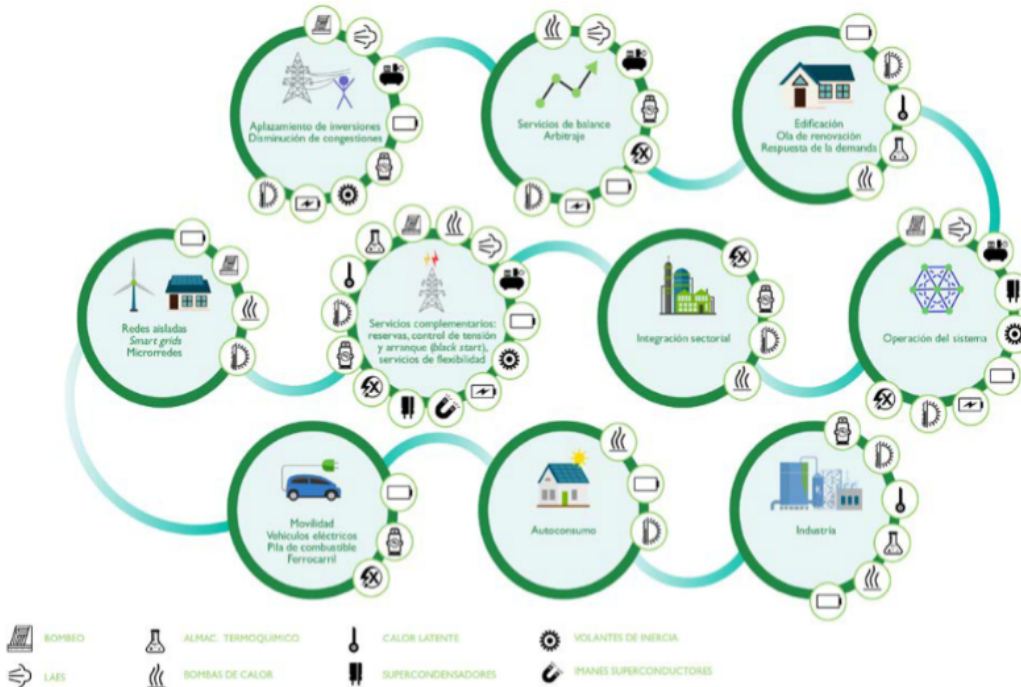 Aplazamiento de inversiones
Disminución de congestiones
Servicios de balance
Arbitraje
Edificación
Ola de renovación
Respuesta de la demanda
Redes aisladas
Smart grids
Microrredes
Servicios complementarios:
reservas, control de tensión
y arranque (black start),
servicios de flexibilidad
Integración sectorial
Operación del sistema
Movilidad
Vehículos eléctricos
Pila de combustible
Ferrocarril
Autoconsumo
Industria
BOMBEO
ALMAC. TERMOQUIMICO
CALOR LATENTE
VOLANTES DE INERCIA
LAES
BOMBAS DE CALOR
SUPERCONDENSADORES
IMANES SUPERCONDUCTORES